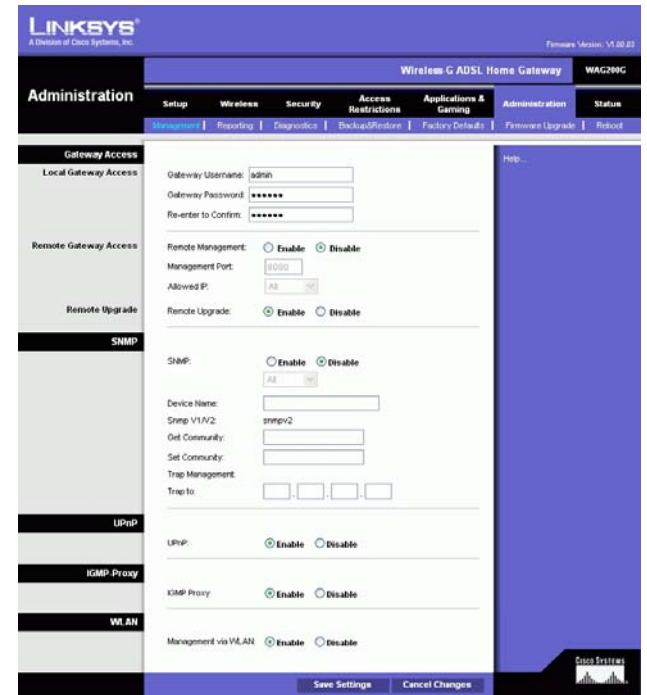 LINKSYS®
A Division of Cisco Systems, Inc.
Firmware Version: V1.00.03
Wireless-G ADSL Home Gateway WAG200G
Administration
Setup Wireless Security Access Restrictions Applications & Gaming Administration Status
Management | Reporting | Diagnostics | Backup&Restore | Factory Defaults | Firmware Upgrade | Reboot
Gateway Access
Help...
Local Gateway Access
Gateway Username: admin
Gateway Password: ••••••
Re-enter to Confirm: ••••••
Remote Gateway Access
Remote Management: Enable Disable
Management Port: 8080
Allowed IP: All
Remote Upgrade
Remote Upgrade: Enable Disable
SNMP
SNMP: Enable Disable
All
Device Name:
Snmp V1/V2: snmpv2
Get Community:
Set Community:
Trap Management:
Trap to: . . .
UPnP
UPnP: Enable Disable
IGMP-Proxy
IGMP Proxy Enable Disable
WLAN
Management via WLAN: Enable Disable
Save Settings Cancel Changes
CISCO SYSTEMS